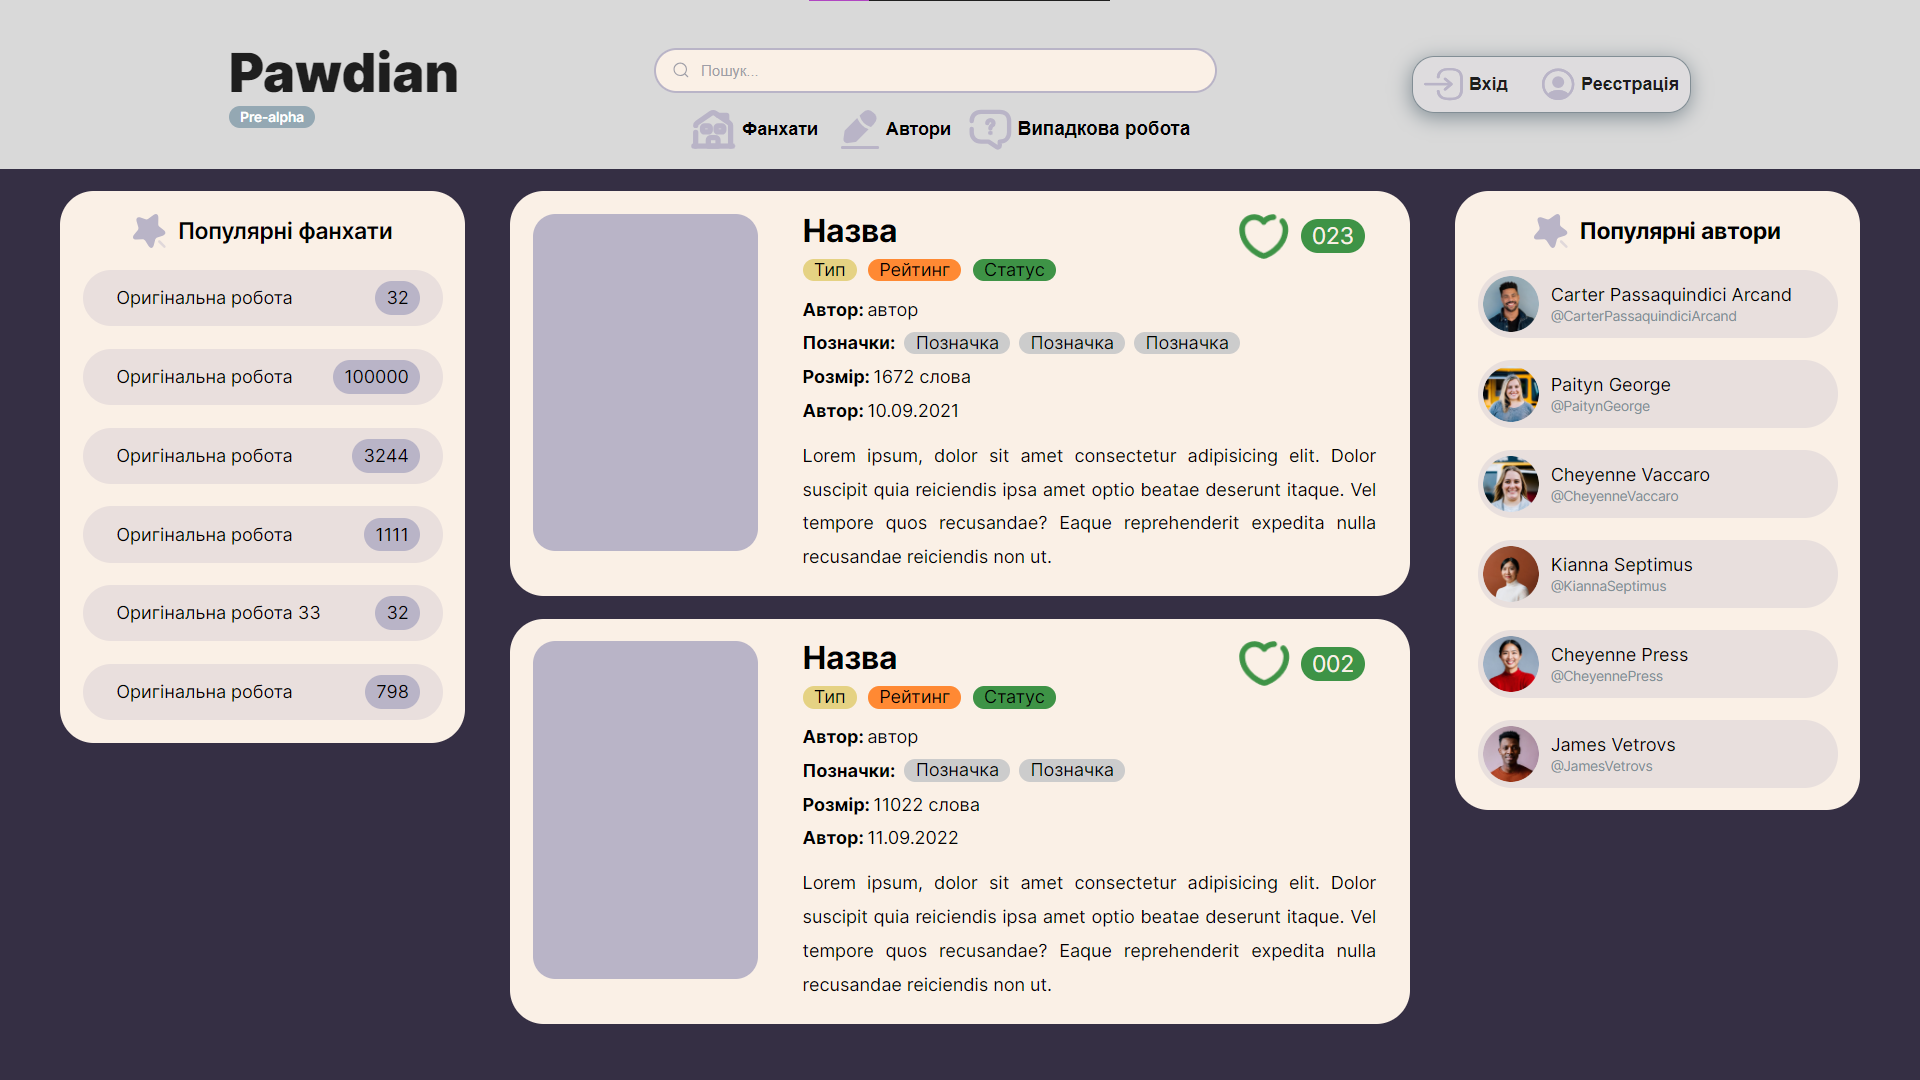 Pawdian
Pre-alpha
Пошук...
Фанхати
Автори
Випадкова робота
Вхід
Реєстрація
Популярні фанхати
Оригінальна робота 32
Оригінальна робота 100000
Оригінальна робота 3244
Оригінальна робота 1111
Оригінальна робота 33 32
Оригінальна робота 798
Назва
023
Тип Рейтинг Статус
Автор: автор
Позначки: Позначка Позначка Позначка
Розмір: 1672 слова
Автор: 10.09.2021
Lorem ipsum, dolor sit amet consectetur adipisicing elit. Dolor
suscipit quia reiciendis ipsa amet optio beatae deserunt itaque. Vel
tempore quos recusandae? Eaque reprehenderit expedita nulla
recusandae reiciendis non ut.
Назва
002
Тип Рейтинг Статус
Автор: автор
Позначки: Позначка Позначка
Розмір: 11022 слова
Автор: 11.09.2022
Lorem ipsum, dolor sit amet consectetur adipisicing elit. Dolor
suscipit quia reiciendis ipsa amet optio beatae deserunt itaque. Vel
tempore quos recusandae? Eaque reprehenderit expedita nulla
recusandae reiciendis non ut.
Популярні автори
Carter Passaquindici Arcand
@CarterPassaquindiciArcand
Paityn George
@PaitynGeorge
Cheyenne Vaccaro
@CheyenneVaccaro
Kianna Septimus
@KiannaSeptimus
Cheyenne Press
@CheyennePress
James Vetrovs
@JamesVetrovs